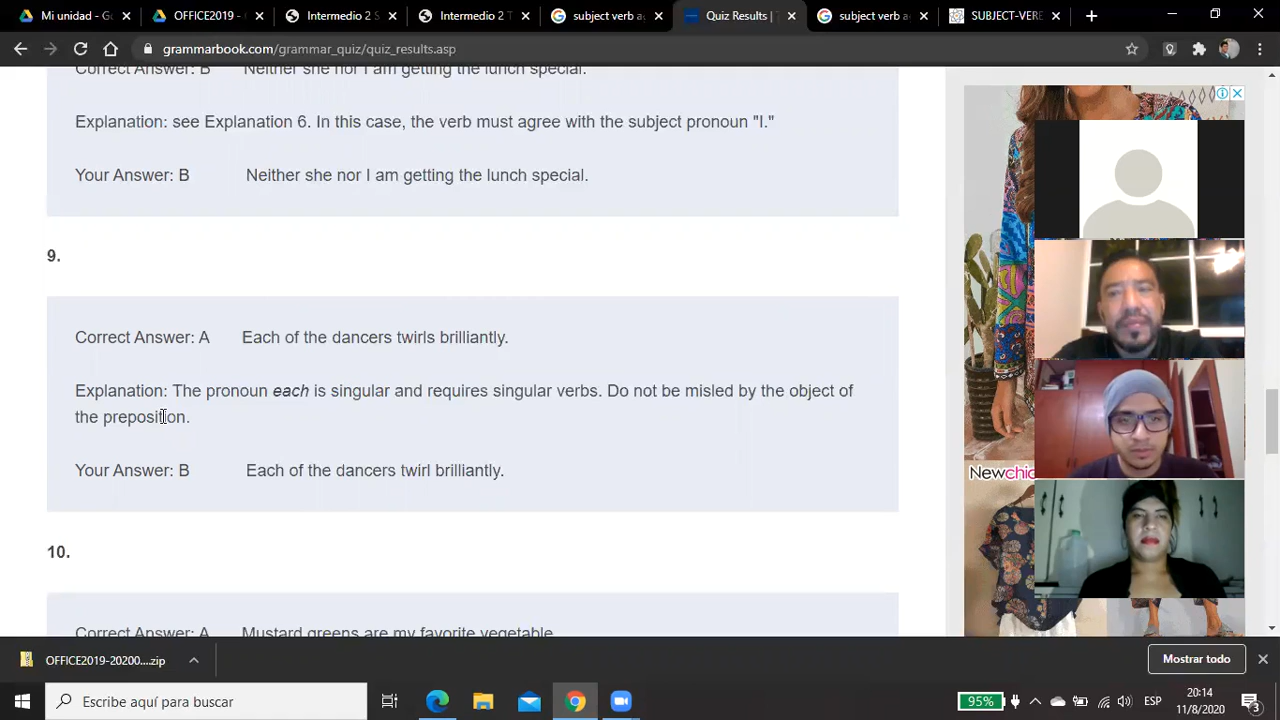 Mi unidad - Go
OFFICE2019 -
Intermedio 2 S
Intermedio 2 T
subject verb ag
Quiz Results |
subject verb ag
SUBJECT-VERB
grammarbook.com/grammar_quiz/quiz_results.asp
Correct Answer: B Neither she nor I am getting the lunch special.
Explanation: see Explanation 6. In this case, the verb must agree with the subject pronoun "I."
Your Answer: B Neither she nor I am getting the lunch special.
9.
Correct Answer: A Each of the dancers twirls brilliantly.
Explanation: The pronoun each is singular and requires singular verbs. Do not be misled by the object of
the preposition.
Your Answer: B Each of the dancers twirl brilliantly.
10.
Correct Answer: A Mustard greens are my favorite vegetable.
Newchic
OFFICE2019-20200....zip
Mostrar todo
Escribe aquí para buscar
95%
ESP
20:14
11/8/2020
3